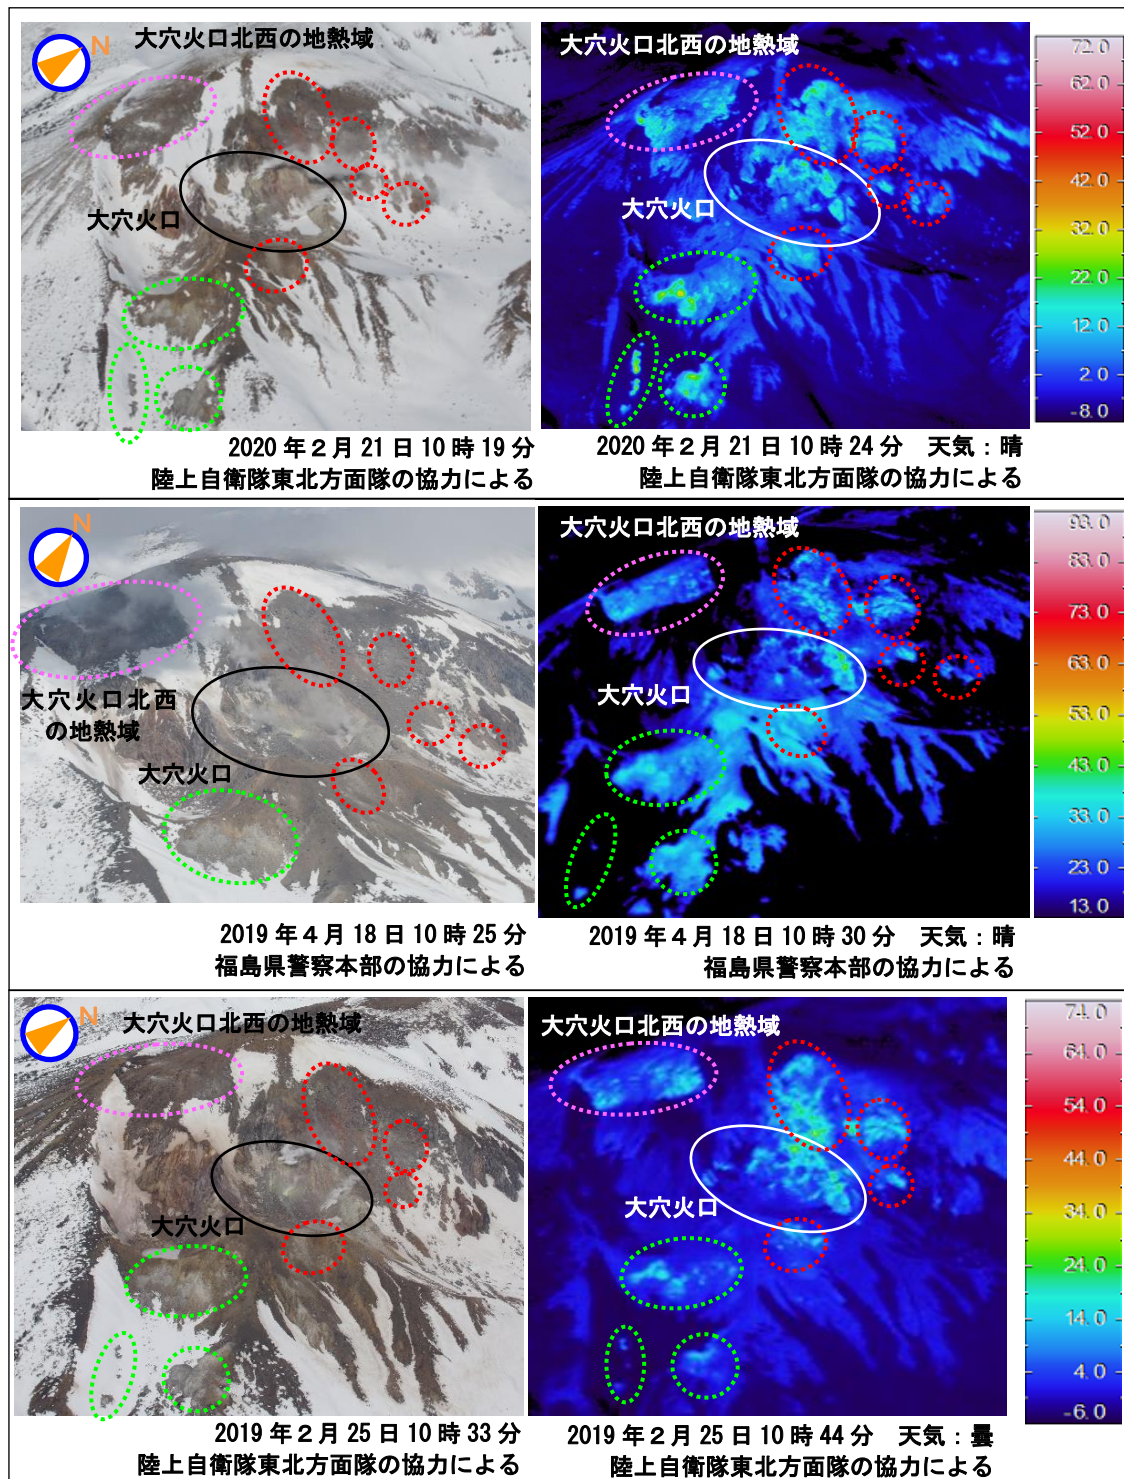 N
大穴火口北西の地熱域
大穴火口
大穴火口北西の地熱域
大穴火口
72.0
62.0
52.0
42.0
32.0
22.0
12.0
2.0
-8.0
2020年2月21日10時19分
陸上自衛隊東北方面隊の協力による
2020年2月21日10時24分 天気：晴
陸上自衛隊東北方面隊の協力による
N
大穴火口北西
の地熱域
大穴火口
大穴火口北西の地熱域
大穴火口
93.0
83.0
73.0
63.0
53.0
43.0
33.0
23.0
13.0
2019年4月18日10時25分
福島県警察本部の協力による
2019年4月18日10時30分 天気：晴
福島県警察本部の協力による
N
大穴火口北西の地熱域
大穴火口
大穴火口北西の地熱域
大穴火口
74.0
64.0
54.0
44.0
34.0
24.0
14.0
4.0
-6.0
2019年2月25日10時33分
陸上自衛隊東北方面隊の協力による
2019年2月25日10時44分 天気：曇
陸上自衛隊東北方面隊の協力による